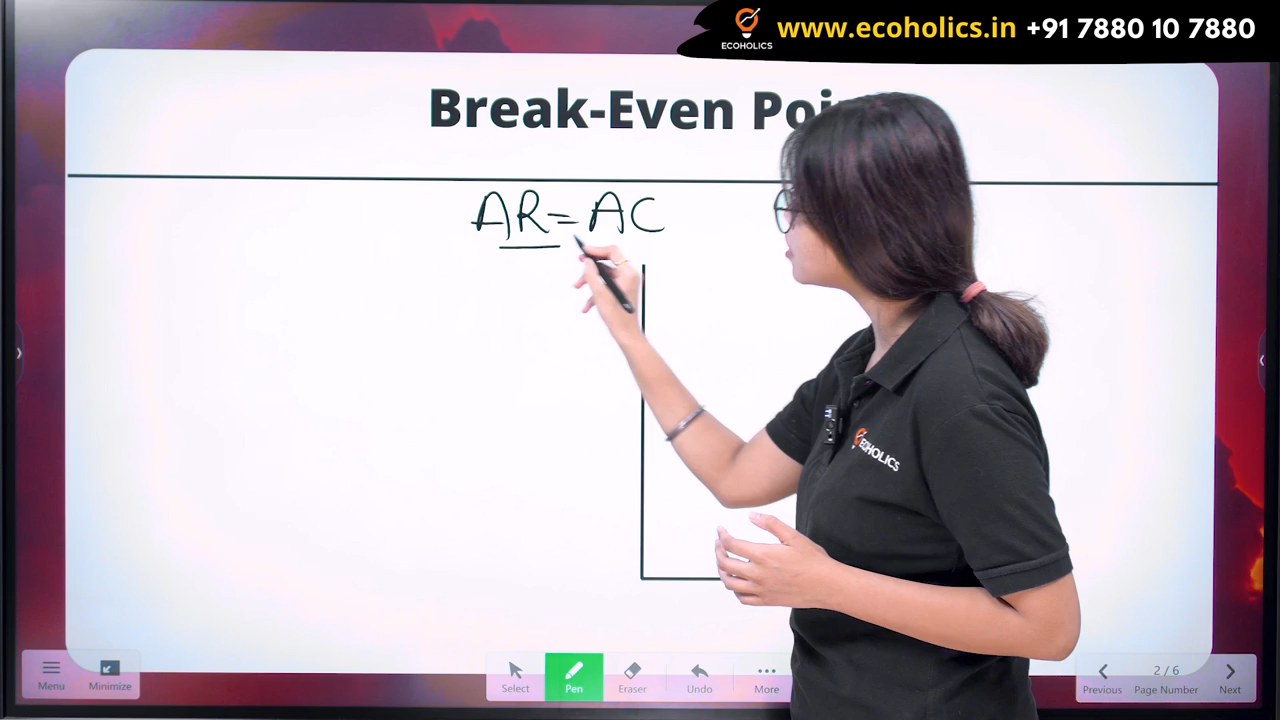 ECOHOLICS
www.ecoholics.in +91 7880 10 7880
Break-Even Poi
AR = AC
ECOHOLICS
Menu
Minimize
Select
Pen
Eraser
Undo
More
Previous
2 / 6
Page Number
Next